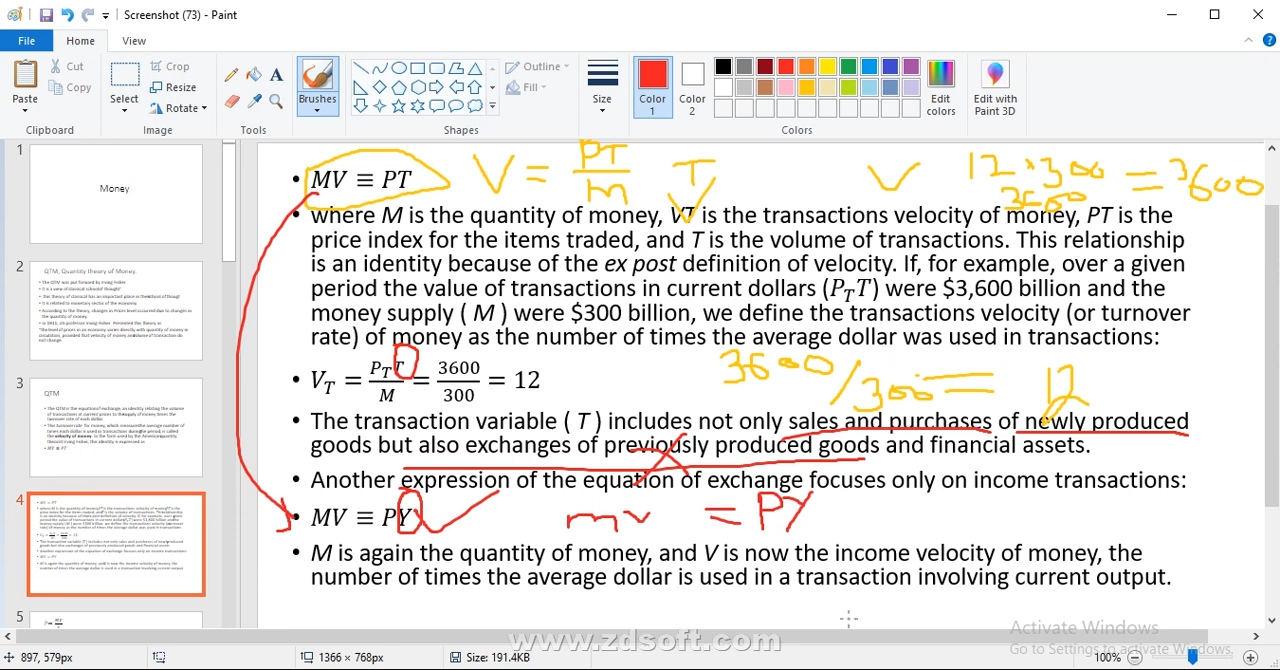 Screenshot (73) - Paint
File Home View
Paste Cut Copy Select Crop Resize Rotate Brushes Outline Fill Size Color 1 Color 2 Edit colors Edit with Paint 3D
Clipboard Image Tools Shapes Colors
1
Money
2
QTM, Quantity theory of Money.
3
QTM
4
5
• MV ≡ PT
V = PT/M T V V 12 × 300 = 3600
3600
• where M is the quantity of money, VT is the transactions velocity of money, PT is the
price index for the items traded, and T is the volume of transactions. This relationship
is an identity because of the ex post definition of velocity. If, for example, over a given
period the value of transactions in current dollars (P_T T) were $3,600 billion and the
money supply ( M ) were $300 billion, we define the transactions velocity (or turnover
rate) of money as the number of times the average dollar was used in transactions:
• V_T = P_T T/M = 3600/300 = 12
3600/300 = 12
• The transaction variable ( T ) includes not only sales and purchases of newly produced
goods but also exchanges of previously produced goods and financial assets.
• Another expression of the equation of exchange focuses only on income transactions:
• MV ≡ PY
mv = PY
• M is again the quantity of money, and V is now the income velocity of money, the
number of times the average dollar is used in a transaction involving current output.
www.zdsoft.com
Activate Windows
Go to Settings to activate Windows.
897, 579px 1366 × 768px Size: 191.4KB 100%